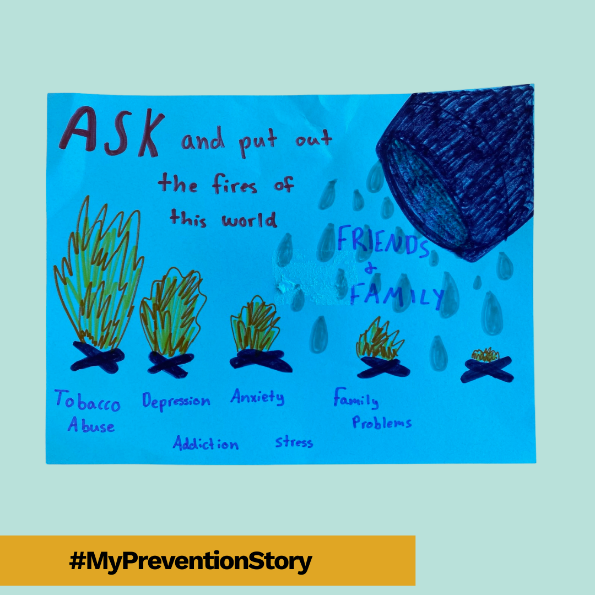 ASK and put out
the fires of
this world
FRIENDS
+
FAMILY
Tobacco
Abuse
Depression
Anxiety
family
Problems
Addiction
stress
#MyPreventionStory